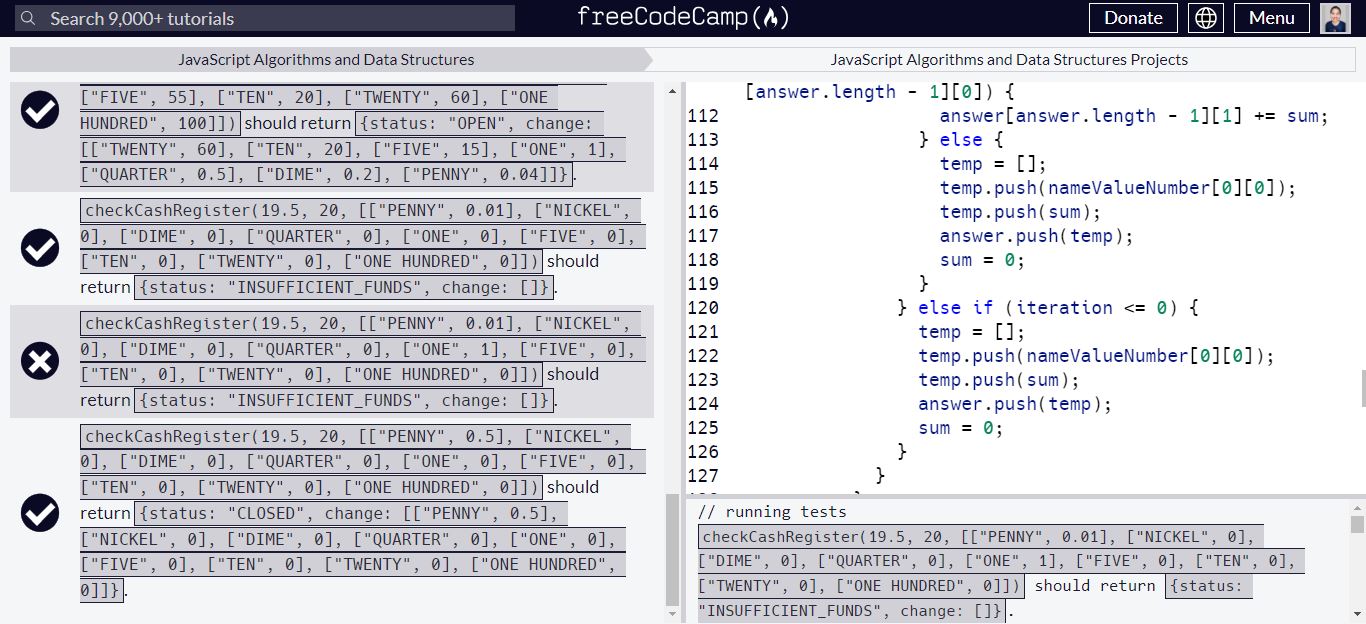 Search 9,000+ tutorials
freeCodeCamp
Donate
Menu
JavaScript Algorithms and Data Structures
JavaScript Algorithms and Data Structures Projects
["FIVE", 55], ["TEN", 20], ["TWENTY", 60], ["ONE
HUNDRED", 100]]) should return {status: "OPEN", change:
[["TWENTY", 60], ["TEN", 20], ["FIVE", 15], ["ONE", 1],
["QUARTER", 0.5], ["DIME", 0.2], ["PENNY", 0.04]]}.
checkCashRegister(19.5, 20, [["PENNY", 0.01], ["NICKEL",
0], ["DIME", 0], ["QUARTER", 0], ["ONE", 0], ["FIVE", 0],
["TEN", 0], ["TWENTY", 0], ["ONE HUNDRED", 0]]) should
return {status: "INSUFFICIENT_FUNDS", change: []}.
checkCashRegister(19.5, 20, [["PENNY", 0.01], ["NICKEL",
0], ["DIME", 0], ["QUARTER", 0], ["ONE", 1], ["FIVE", 0],
["TEN", 0], ["TWENTY", 0], ["ONE HUNDRED", 0]]) should
return {status: "INSUFFICIENT_FUNDS", change: []}.
checkCashRegister(19.5, 20, [["PENNY", 0.5], ["NICKEL",
0], ["DIME", 0], ["QUARTER", 0], ["ONE", 0], ["FIVE", 0],
["TEN", 0], ["TWENTY", 0], ["ONE HUNDRED", 0]]) should
return {status: "CLOSED", change: [["PENNY", 0.5],
["NICKEL", 0], ["DIME", 0], ["QUARTER", 0], ["ONE", 0],
["FIVE", 0], ["TEN", 0], ["TWENTY", 0], ["ONE HUNDRED",
0]]}.
[answer.length - 1][0]) {
112 answer[answer.length - 1][1] += sum;
113 } else {
114 temp = [];
115 temp.push(nameValueNumber[0][0]);
116 temp.push(sum);
117 answer.push(temp);
118 sum = 0;
119 }
120 } else if (iteration <= 0) {
121 temp = [];
122 temp.push(nameValueNumber[0][0]);
123 temp.push(sum);
124 answer.push(temp);
125 sum = 0;
126 }
127 }
// running tests
checkCashRegister(19.5, 20, [["PENNY", 0.01], ["NICKEL", 0],
["DIME", 0], ["QUARTER", 0], ["ONE", 1], ["FIVE", 0], ["TEN", 0],
["TWENTY", 0], ["ONE HUNDRED", 0]]) should return {status:
"INSUFFICIENT_FUNDS", change: []}.